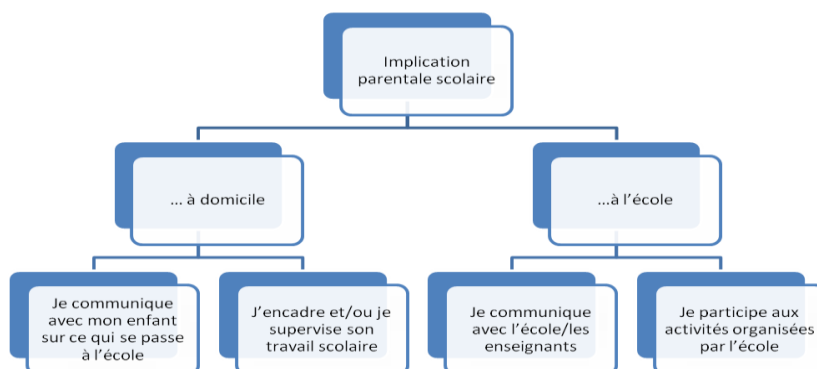 Implication
parentale scolaire
... à domicile
...à l'école
Je communique
avec mon enfant
sur ce qui se passe
à l'école
J'encadre et/ou je
supervise son
travail scolaire
Je communique
avec l'école/les
enseignants
Je participe aux
activités organisées
par l'école